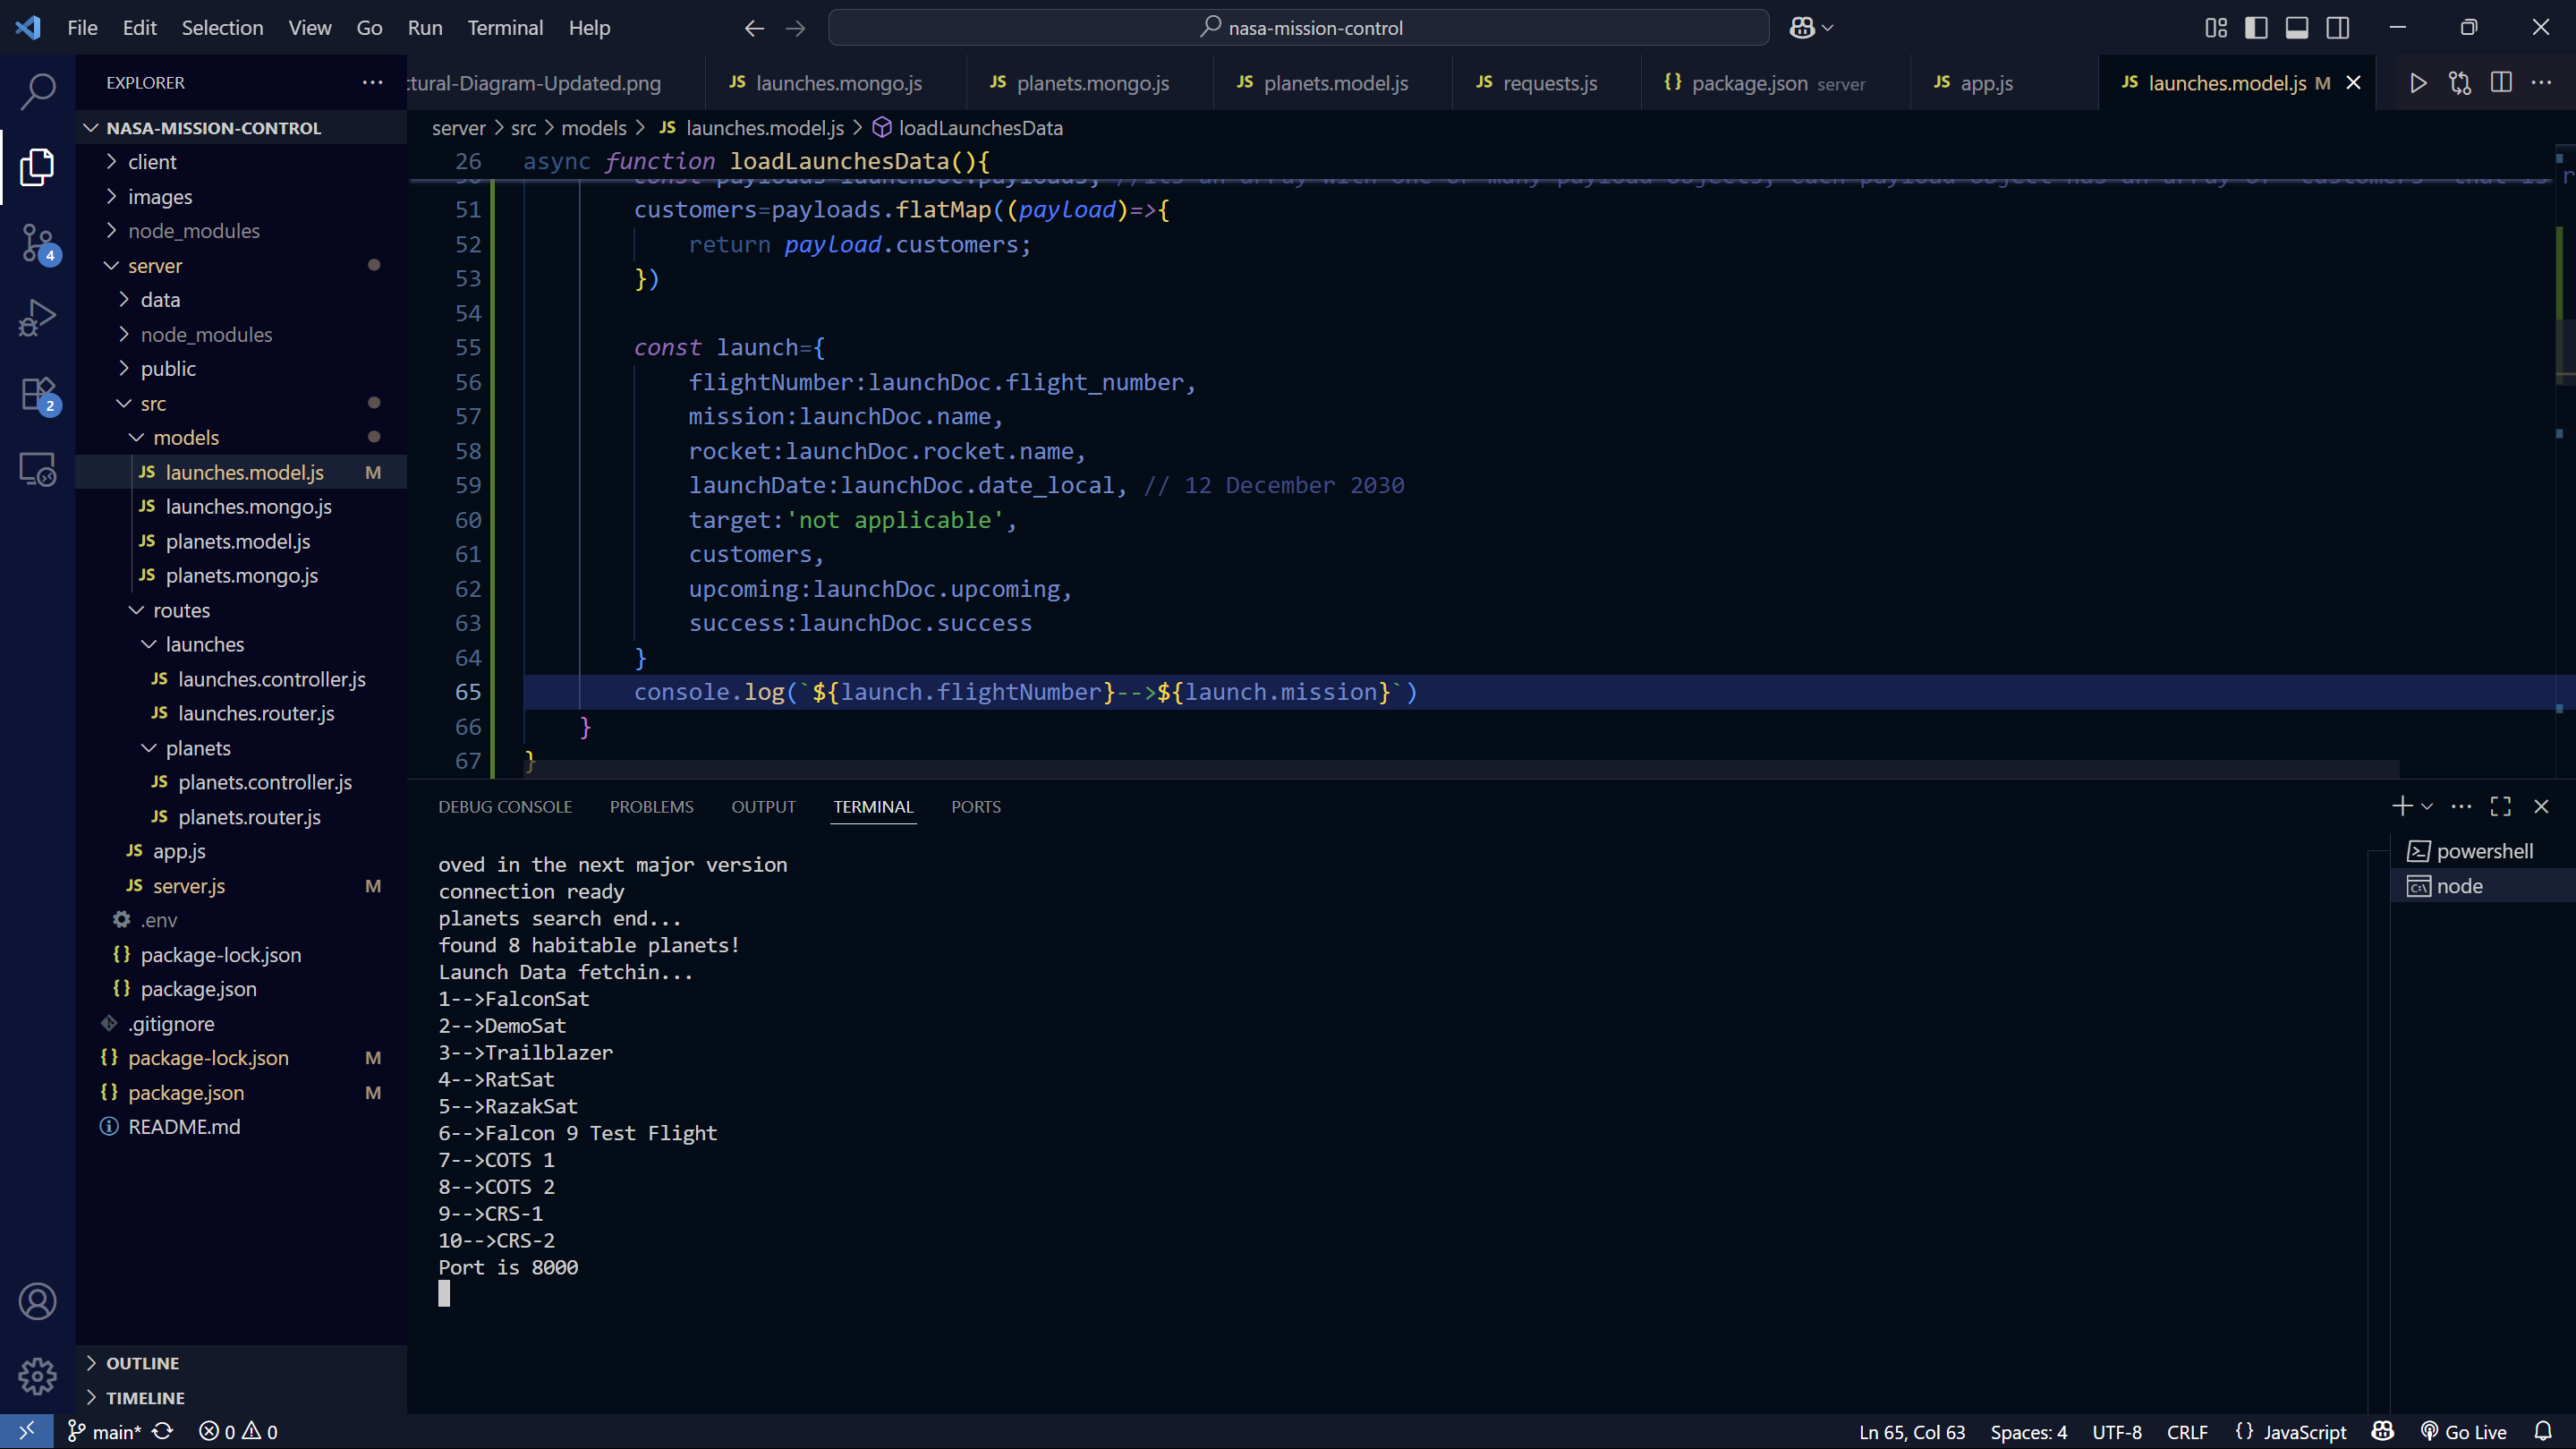 File Edit Selection View Go Run Terminal Help
nasa-mission-control
EXPLORER
NASA-MISSION-CONTROL
client
images
node_modules
server
data
node_modules
public
src
models
JS launches.model.js M
JS launches.mongo.js
JS planets.model.js
JS planets.mongo.js
routes
launches
JS launches.controller.js
JS launches.router.js
planets
JS planets.controller.js
JS planets.router.js
JS app.js
JS server.js M
.env
{} package-lock.json
{} package.json
.gitignore
{} package-lock.json M
{} package.json M
README.md
OUTLINE
TIMELINE
4
2
ctural-Diagram-Updated.png JS launches.mongo.js JS planets.mongo.js JS planets.model.js JS requests.js {} package.json server JS app.js JS launches.model.js M
server > src > models > JS launches.model.js > loadLaunchesData
26 async function loadLaunchesData(){
51 customers=payloads.flatMap((payload)=>{
52 return payload.customers;
53 })
54
55 const launch={
56 flightNumber:launchDoc.flight_number,
57 mission:launchDoc.name,
58 rocket:launchDoc.rocket.name,
59 launchDate:launchDoc.date_local, // 12 December 2030
60 target:'not applicable',
61 customers,
62 upcoming:launchDoc.upcoming,
63 success:launchDoc.success
64 }
65 console.log(`${launch.flightNumber}-->${launch.mission}`)
66 }
67 }
DEBUG CONSOLE PROBLEMS OUTPUT TERMINAL PORTS
oved in the next major version
connection ready
planets search end...
found 8 habitable planets!
Launch Data fetchin...
1-->FalconSat
2-->DemoSat
3-->Trailblazer
4-->RatSat
5-->RazakSat
6-->Falcon 9 Test Flight
7-->COTS 1
8-->COTS 2
9-->CRS-1
10-->CRS-2
Port is 8000
powershell
node
main* 0 0 Ln 65, Col 63 Spaces: 4 UTF-8 CRLF {} JavaScript Go Live